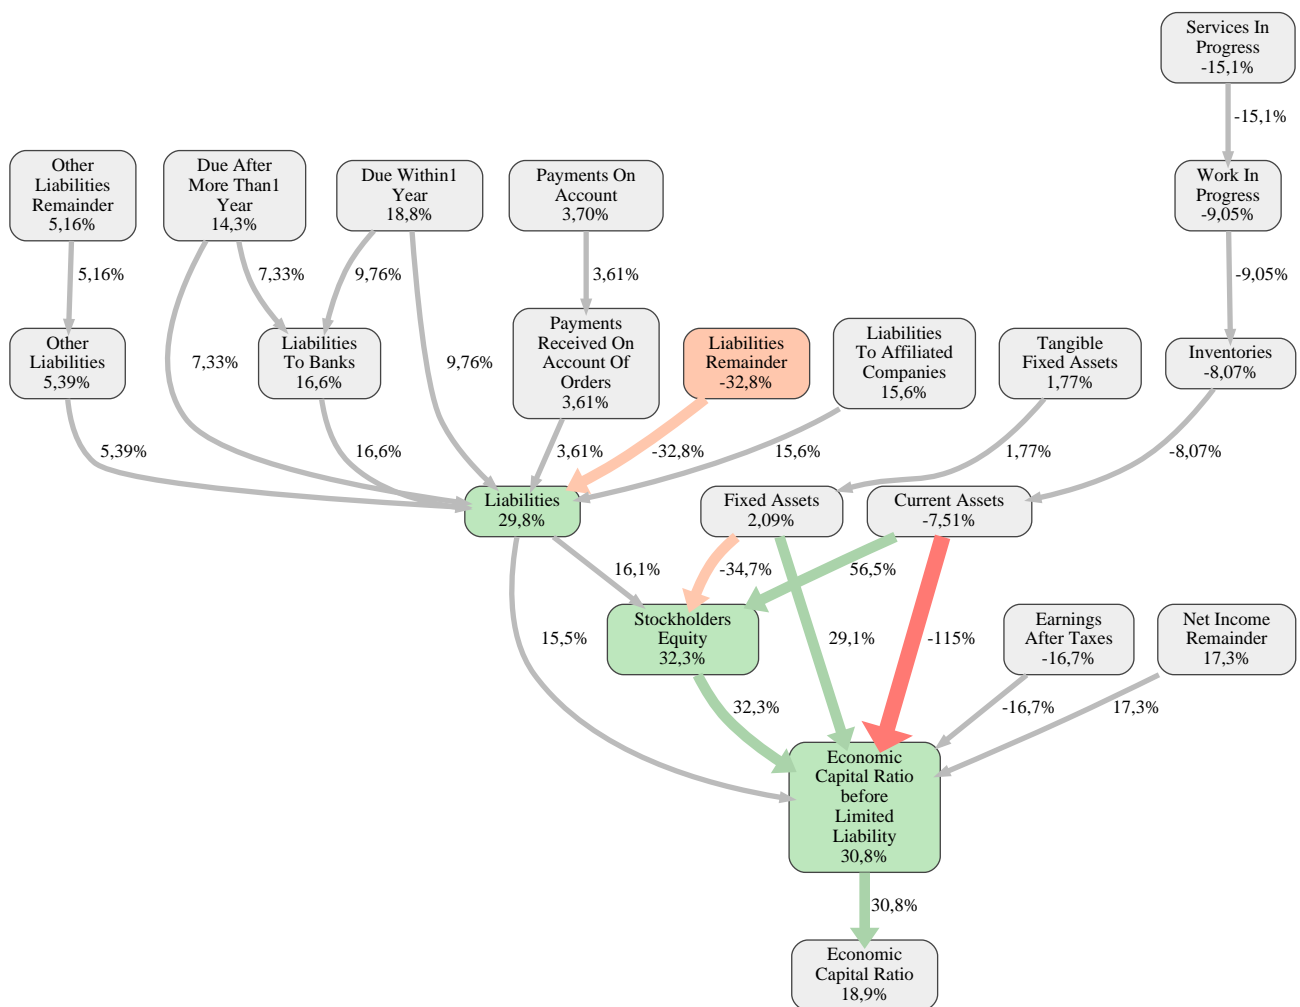 Services In
Progress
-15,1%
-15,1%
Other
Liabilities
Remainder
5,16%
Due After
More Than1
Year
14,3%
Due Within1
Year
18,8%
Payments On
Account
3,70%
Work In
Progress
-9,05%
5,16%
7,33%
9,76%
3,61%
-9,05%
Other
Liabilities
5,39%
7,33%
Liabilities
To Banks
16,6%
9,76%
Payments
Received On
Account Of
Orders
3,61%
Liabilities
Remainder
-32,8%
Liabilities
To Affiliated
Companies
15,6%
Tangible
Fixed Assets
1,77%
Inventories
-8,07%
5,39%
16,6%
3,61%
-32,8%
15,6%
1,77%
-8,07%
Liabilities
29,8%
Fixed Assets
2,09%
Current Assets
-7,51%
16,1%
-34,7%
56,5%
15,5%
Stockholders
Equity
32,3%
29,1%
-115%
Earnings
After Taxes
-16,7%
Net Income
Remainder
17,3%
32,3%
-16,7%
17,3%
Economic
Capital Ratio
before
Limited
Liability
30,8%
30,8%
Economic
Capital Ratio
18,9%